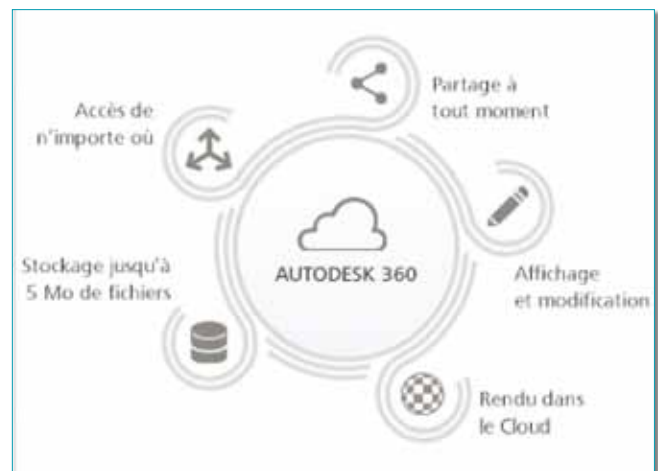 Partage à
tout moment
Accès de
n'importe où
AUTODESK 360
Stockage jusqu'à
5 Mo de fichiers
Affichage
et modification
Rendu dans
le Cloud